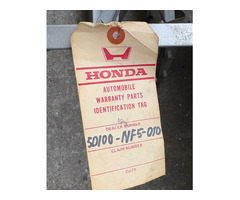 HONDA
AUTOMOBILE
WARRANTY PARTS
IDENTIFICATION TAG
DEALER NUMBER
50100-NF5-010
CLAIM NUMBER
DATE